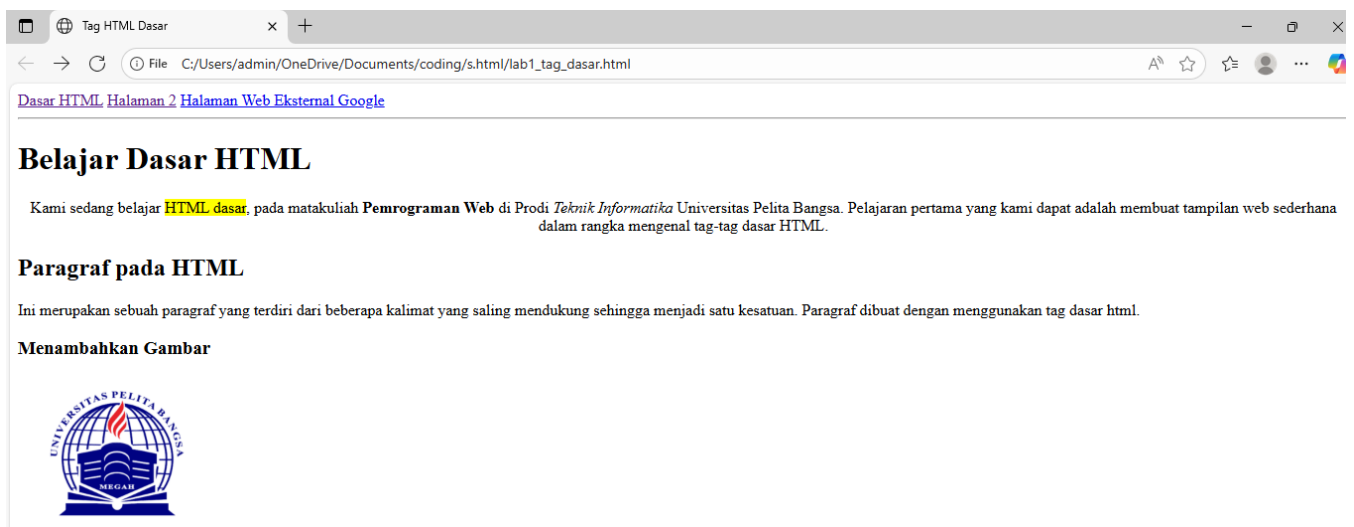 Tag HTML Dasar
File C:/Users/admin/OneDrive/Documents/coding/s.html/lab1_tag_dasar.html
Dasar HTML Halaman 2 Halaman Web Eksternal Google
Belajar Dasar HTML
Kami sedang belajar HTML dasar, pada matakuliah Pemrograman Web di Prodi Teknik Informatika Universitas Pelita Bangsa. Pelajaran pertama yang kami dapat adalah membuat tampilan web sederhana
dalam rangka mengenal tag-tag dasar HTML.
Paragraf pada HTML
Ini merupakan sebuah paragraf yang terdiri dari beberapa kalimat yang saling mendukung sehingga menjadi satu kesatuan. Paragraf dibuat dengan menggunakan tag dasar html.
Menambahkan Gambar
UNIVERSITAS PELITA BANGSA
MEGAH